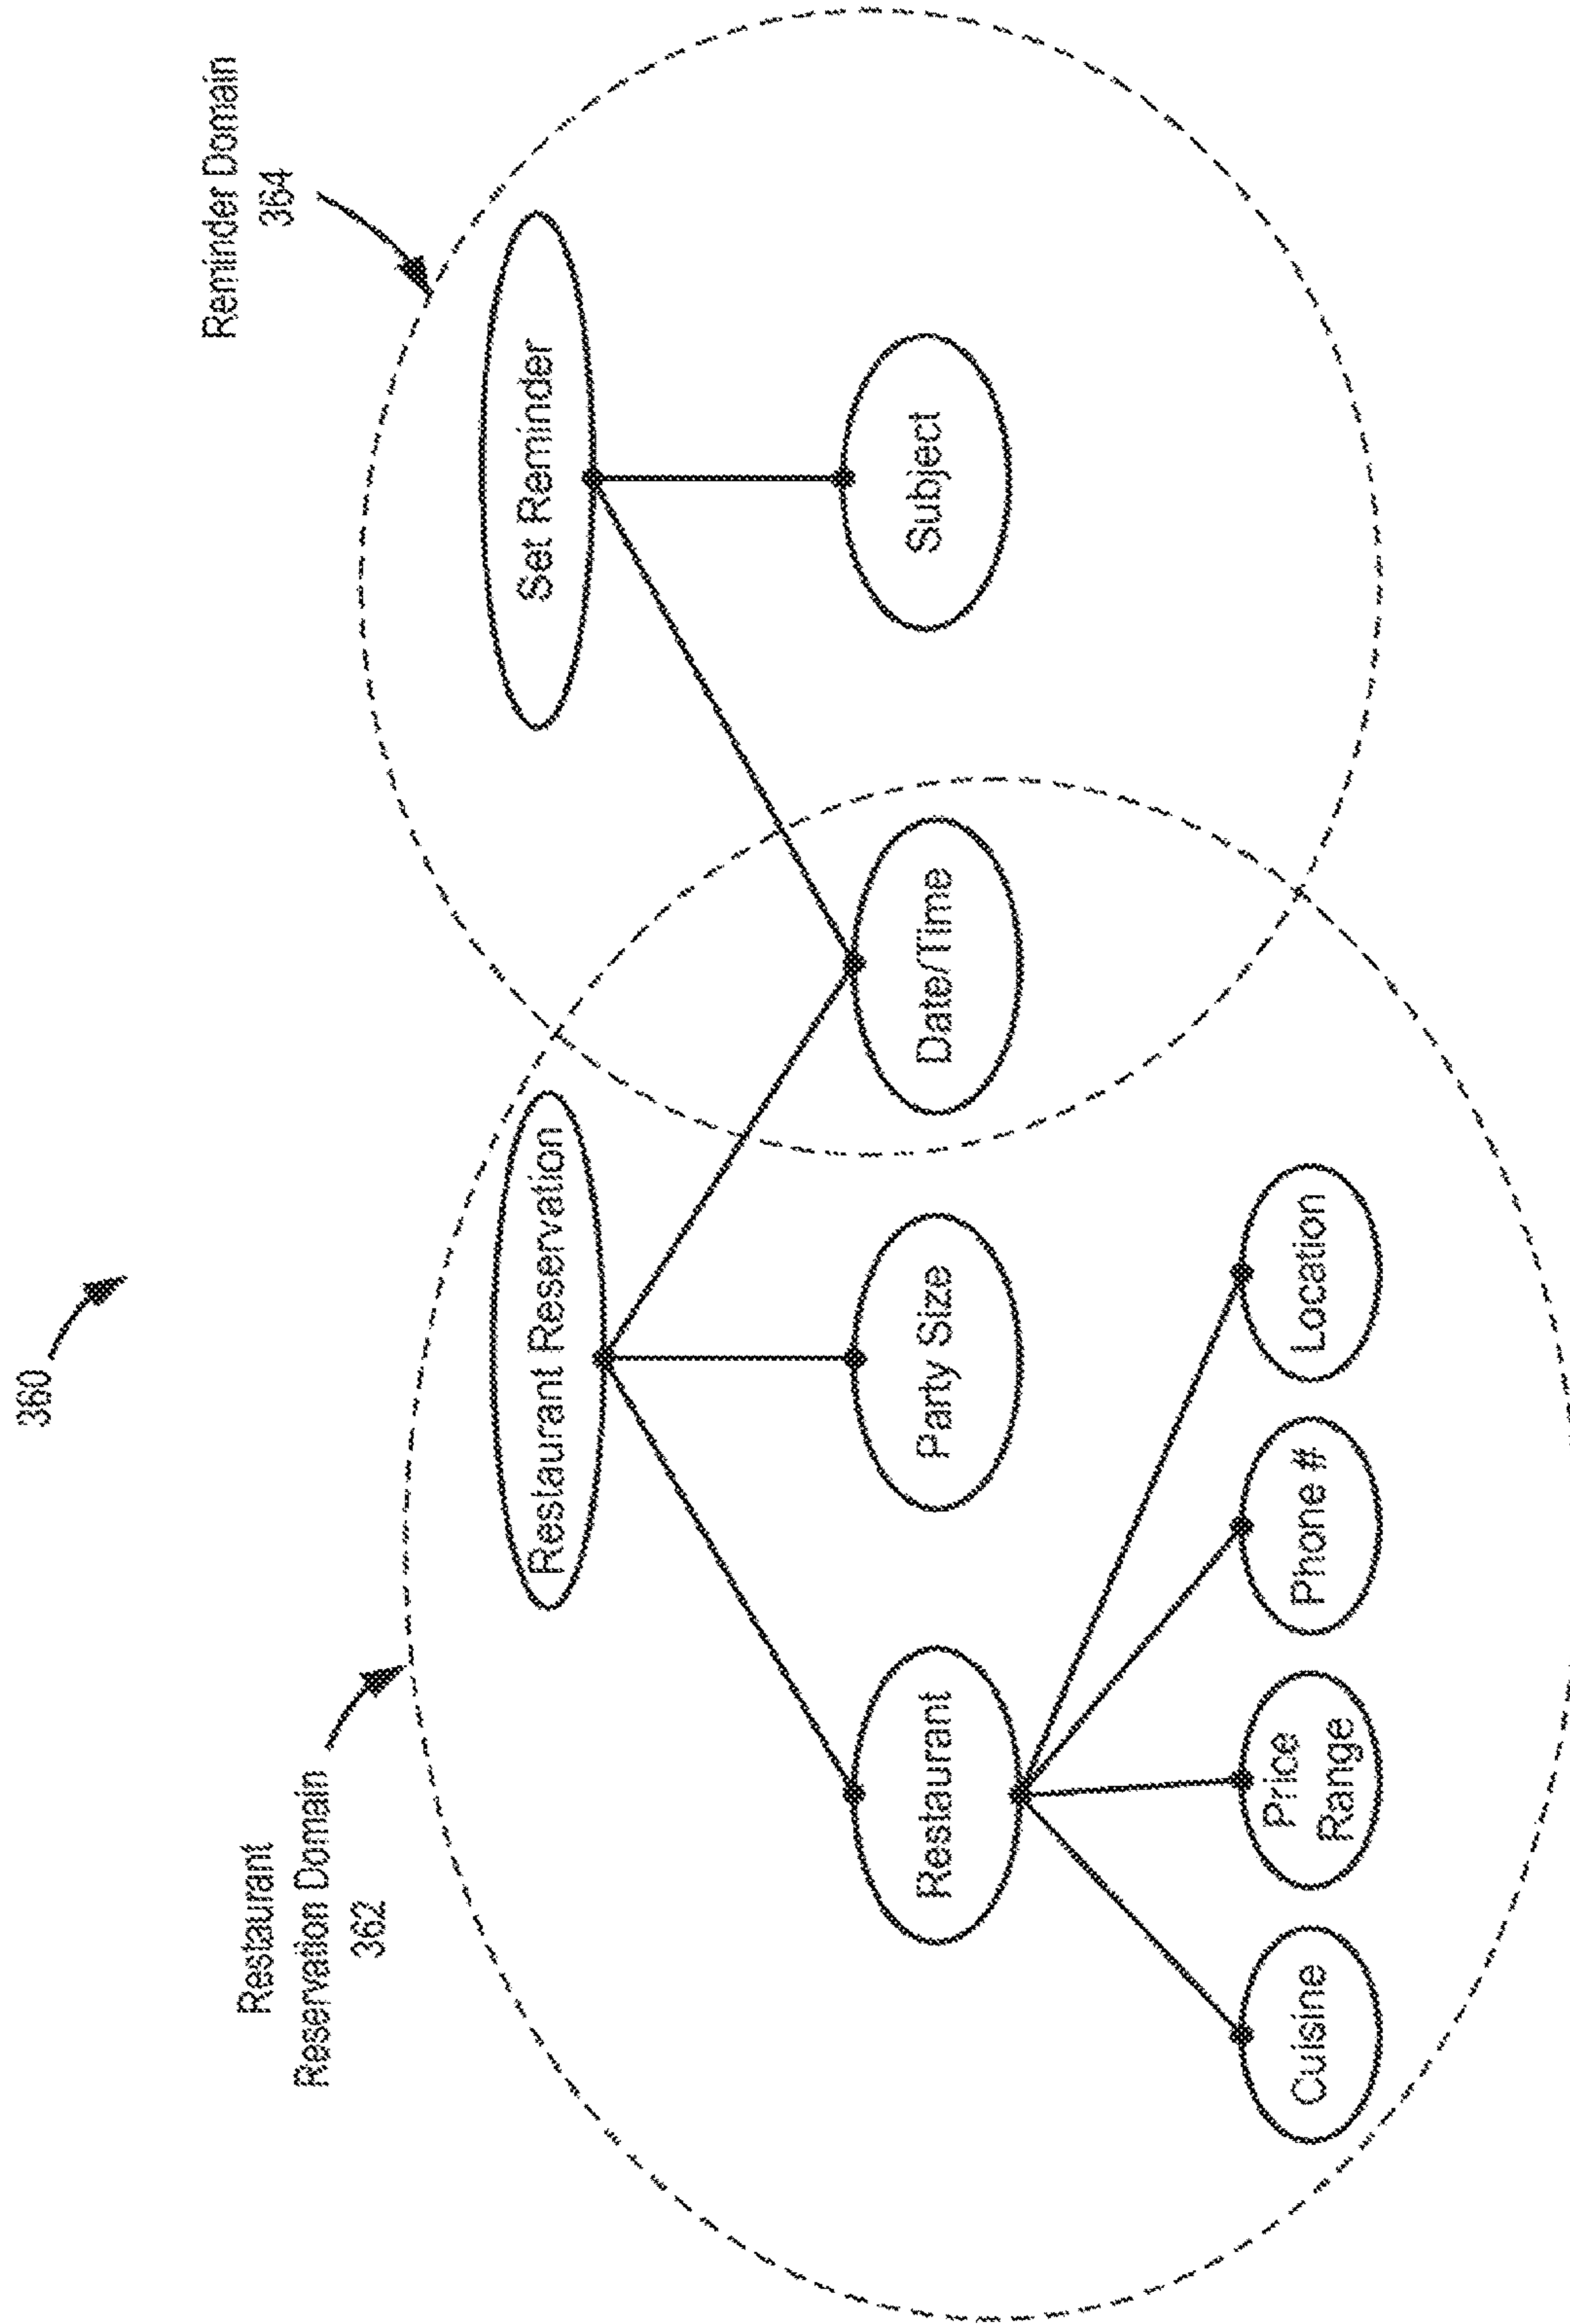 360
Restaurant
Reservation Domain
362
Reminder Domain
364
Restaurant Reservation
Set Reminder
Restaurant
Party Size
Date/Time
Subject
Cuisine
Price
Range
Phone #
Location